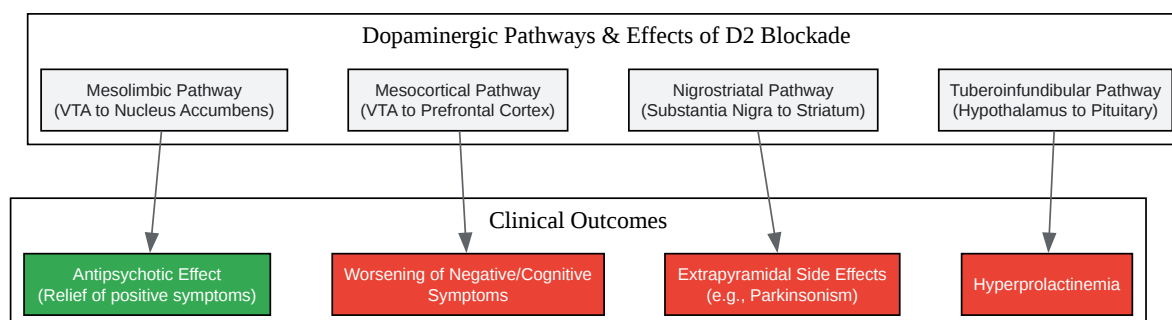 Dopaminergic Pathways & Effects of D2 Blockade
Mesolimbic Pathway
(VTA to Nucleus Accumbens)
Mesocortical Pathway
(VTA to Prefrontal Cortex)
Nigrostriatal Pathway
(Substantia Nigra to Striatum)
Tuberoinfundibular Pathway
(Hypothalamus to Pituitary)
Clinical Outcomes
Antipsychotic Effect
(Relief of positive symptoms)
Worsening of Negative/Cognitive
Symptoms
Extrapyramidal Side Effects
(e.g., Parkinsonism)
Hyperprolactinemia